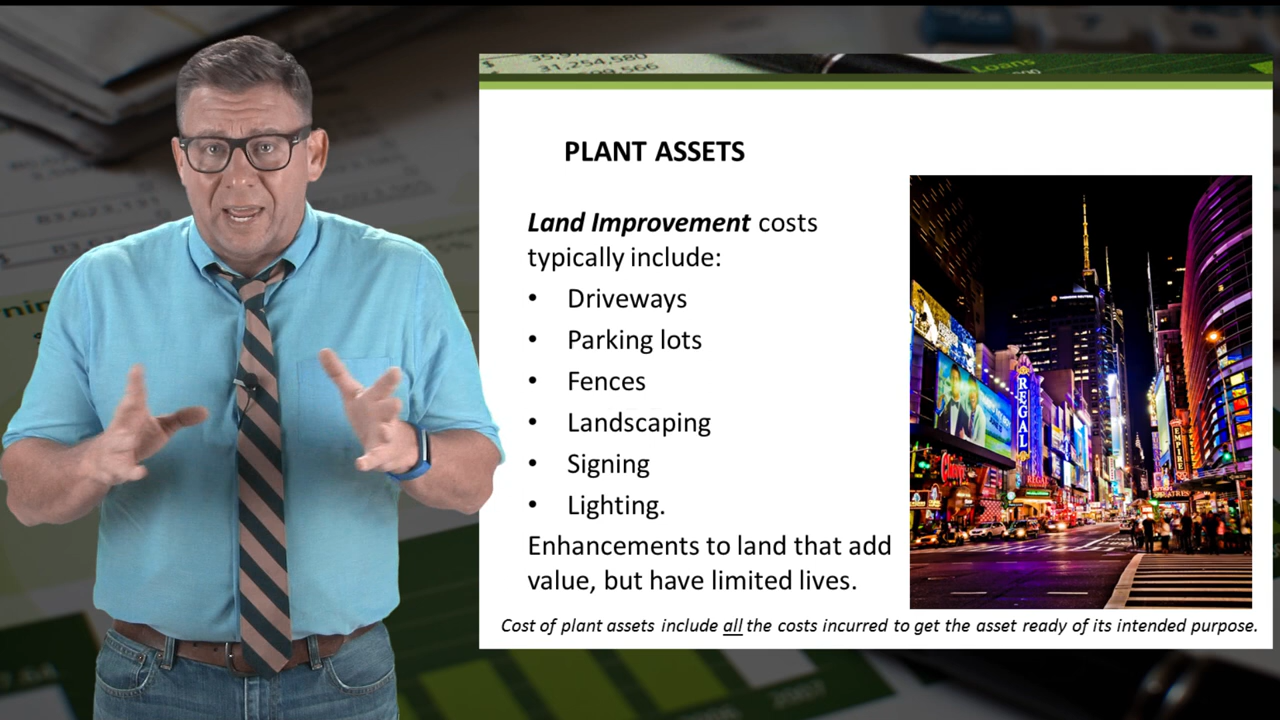 31,254,580
Loans
PLANT ASSETS
Land Improvement costs
typically include:
• Driveways
• Parking lots
• Fences
• Landscaping
• Signing
• Lighting.
Enhancements to land that add
value, but have limited lives.
REGAL
EMPIRE
Cost of plant assets include all the costs incurred to get the asset ready of its intended purpose.